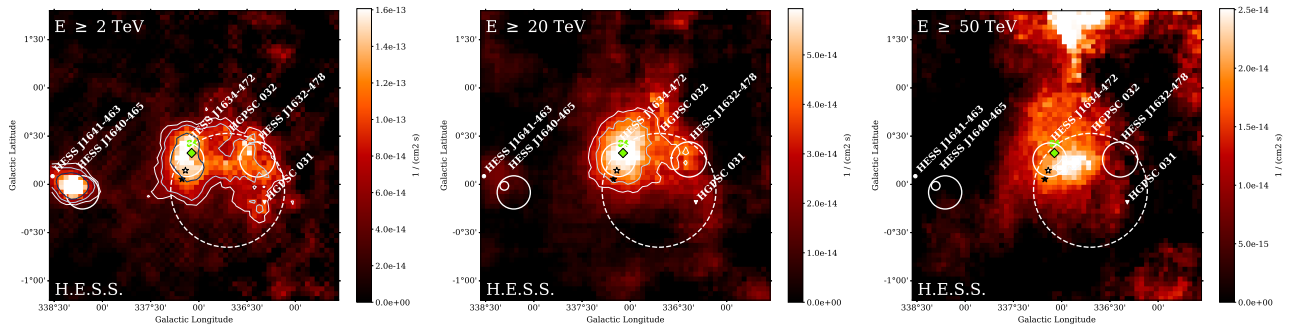 E ≥ 2 TeV
HESS J1641-463
HESS J1640-465
HESS J1634-472
HGPSC 032
HESS J1632-478
HGPSC 031
H.E.S.S.
1°30'
00'
0°30'
00'
-0°30'
-1°00'
Galactic Latitude
338°30'
00'
337°30'
00'
336°30'
00'
Galactic Longitude
1.6e-13
1.4e-13
1.2e-13
1.0e-13
8.0e-14
6.0e-14
4.0e-14
2.0e-14
0.0e+00
1 / (cm2 s)
E ≥ 20 TeV
HESS J1641-463
HESS J1640-465
HESS J1634-472
HGPSC 032
HESS J1632-478
HGPSC 031
H.E.S.S.
1°30'
00'
0°30'
00'
-0°30'
-1°00'
Galactic Latitude
338°30'
00'
337°30'
00'
336°30'
00'
Galactic Longitude
5.0e-14
4.0e-14
3.0e-14
2.0e-14
1.0e-14
0.0e+00
1 / (cm2 s)
E ≥ 50 TeV
HESS J1641-463
HESS J1640-465
HESS J1634-472
HGPSC 032
HESS J1632-478
HGPSC 031
H.E.S.S.
1°30'
00'
0°30'
00'
-0°30'
-1°00'
Galactic Latitude
338°30'
00'
337°30'
00'
336°30'
00'
Galactic Longitude
2.5e-14
2.0e-14
1.5e-14
1.0e-14
5.0e-15
0.0e+00
1 / (cm2 s)